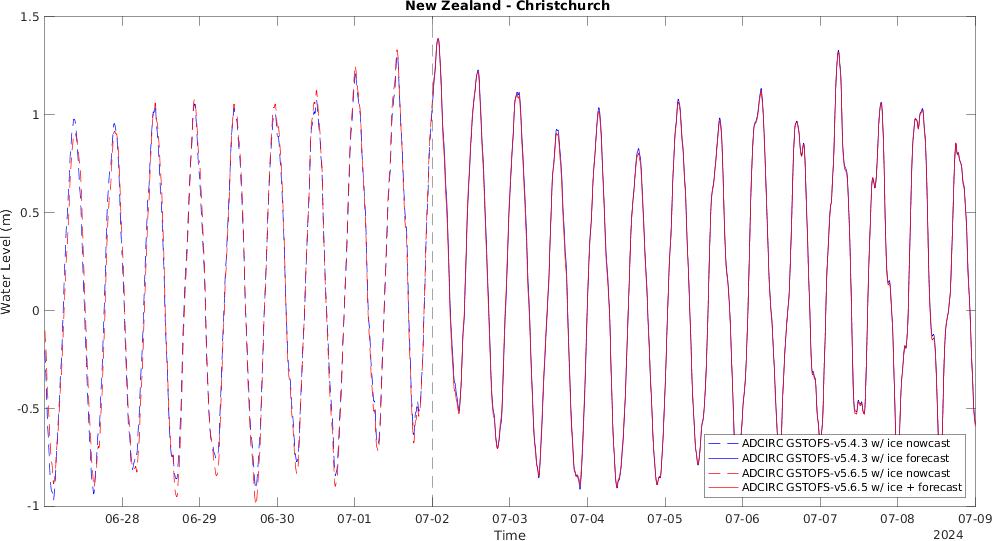 New Zealand - Christchurch
1.5
1
0.5
0
-0.5
-1
Water Level (m)
ADCIRC GSTOFS-v5.4.3 w/ ice nowcast
ADCIRC GSTOFS-v5.4.3 w/ ice forecast
ADCIRC GSTOFS-v5.6.5 w/ ice nowcast
ADCIRC GSTOFS-v5.6.5 w/ ice + forecast
06-28 06-29 06-30 07-01 07-02 07-03 07-04 07-05 07-06 07-07 07-08 07-09
Time
2024